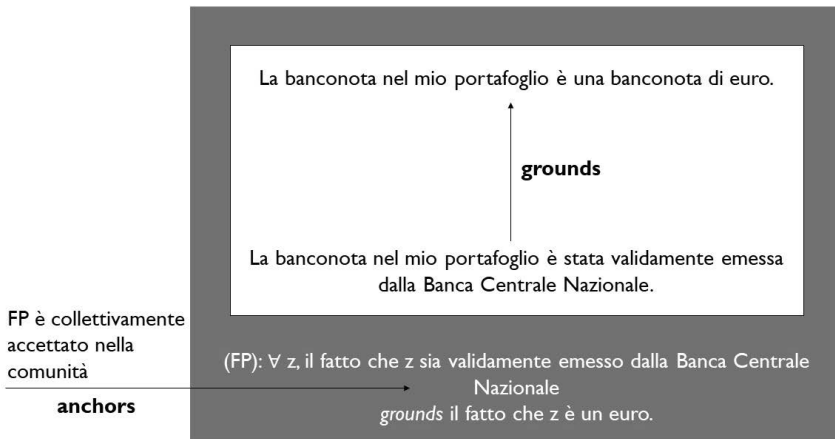 La banconota nel mio portafoglio è una banconota di euro.
grounds
La banconota nel mio portafoglio è stata validamente emessa
dalla Banca Centrale Nazionale.
FP è collettivamente
accettato nella
comunità
anchors
(FP): ∀ z, il fatto che z sia validamente emesso dalla Banca Centrale
Nazionale
grounds il fatto che z è un euro.